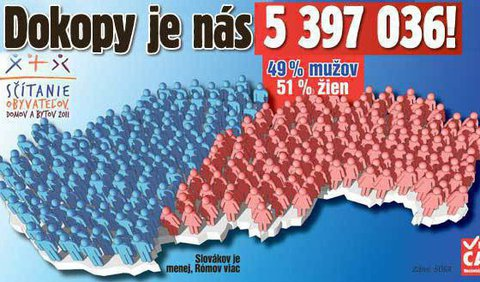 Dokopy je nás 5 397 036!
49 % mužov
51 % žien
SČÍTANIE
OBYVATEĽOV,
DOMOV A BYTOV 2011
Slovákov je
menej, Rómov viac